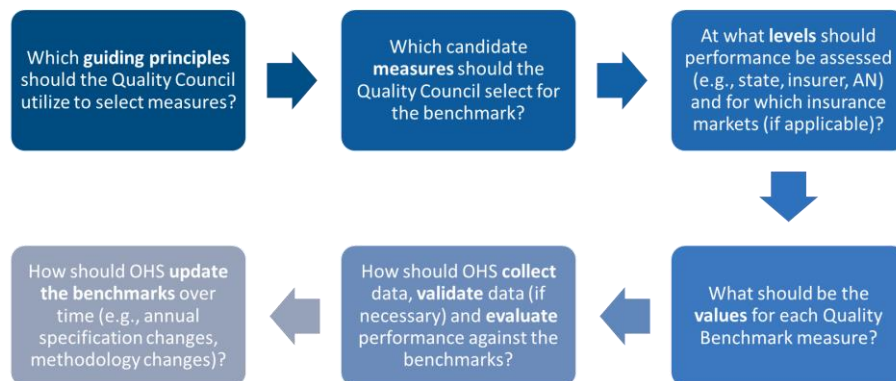 Which guiding principles
should the Quality Council
utilize to select measures?
Which candidate
measures should the
Quality Council select for
the benchmark?
At what levels should
performance be assessed
(e.g., state, insurer, AN)
and for which insurance
markets (if applicable)?
What should be the
values for each Quality
Benchmark measure?
How should OHS collect
data, validate data (if
necessary) and evaluate
performance against the
benchmarks?
How should OHS update
the benchmarks over
time (e.g., annual
specification changes,
methodology changes)?